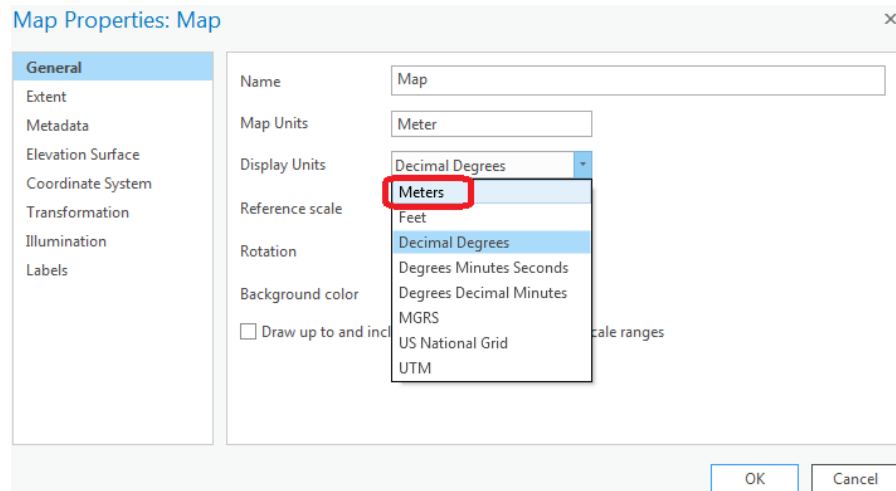 Map Properties: Map
General
Extent
Metadata
Elevation Surface
Coordinate System
Transformation
Illumination
Labels
Name Map
Map Units Meter
Display Units Decimal Degrees
Meters
Reference scale
Feet
Decimal Degrees
Rotation
Degrees Minutes Seconds
Background color
Degrees Decimal Minutes
MGRS
Draw up to and incl cale ranges
US National Grid
UTM
OK Cancel